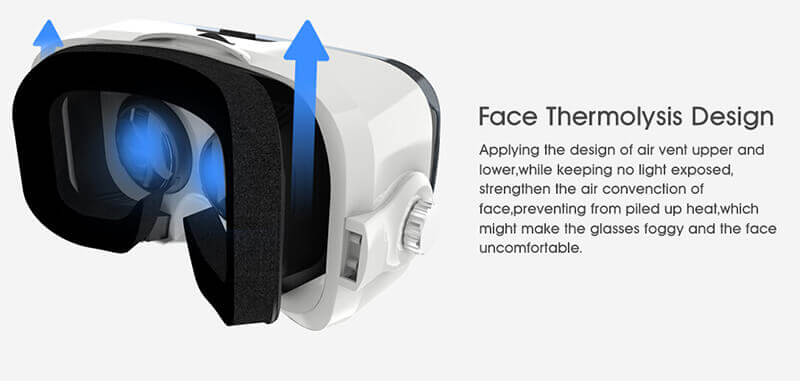 Face Thermolysis Design
Applying the design of air vent upper and
lower,while keeping no light exposed,
strengthen the air convenction of
face,preventing from piled up heat,which
might make the glasses foggy and the face
uncomfortable.